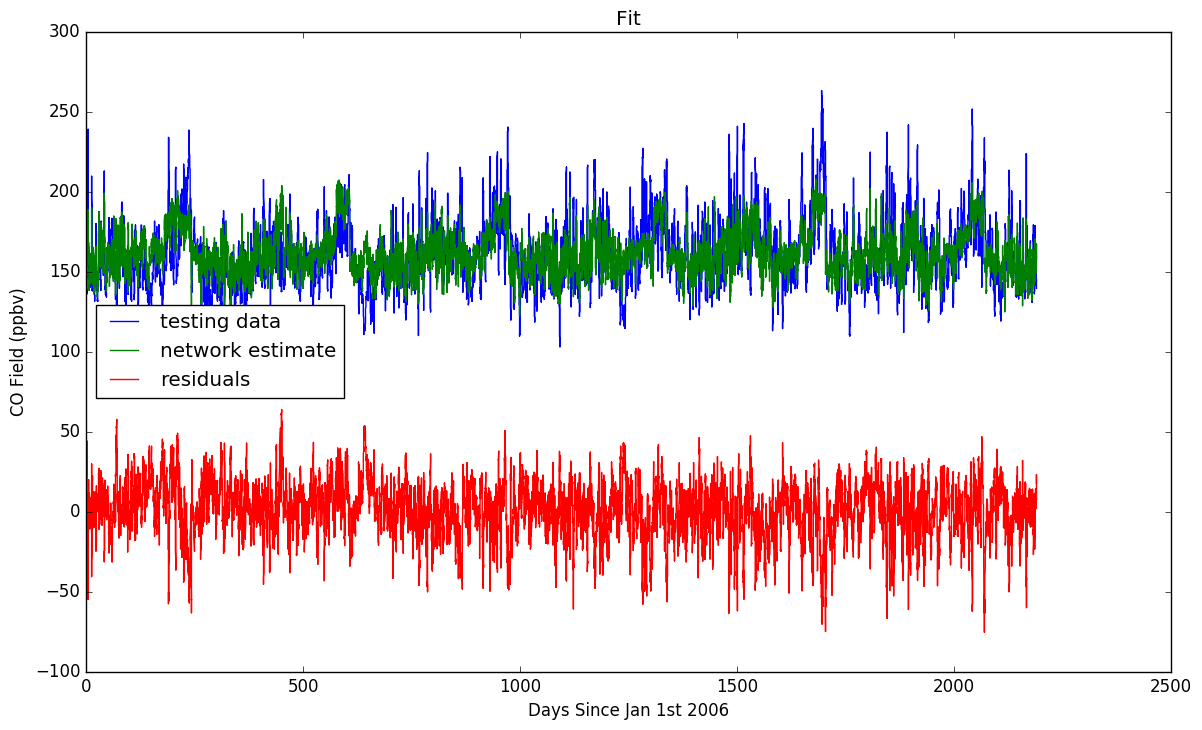 Fit
300
250
200
150
100
50
0
−50
−100
CO Field (ppbv)
testing data
network estimate
residuals
0 500 1000 1500 2000 2500
Days Since Jan 1st 2006